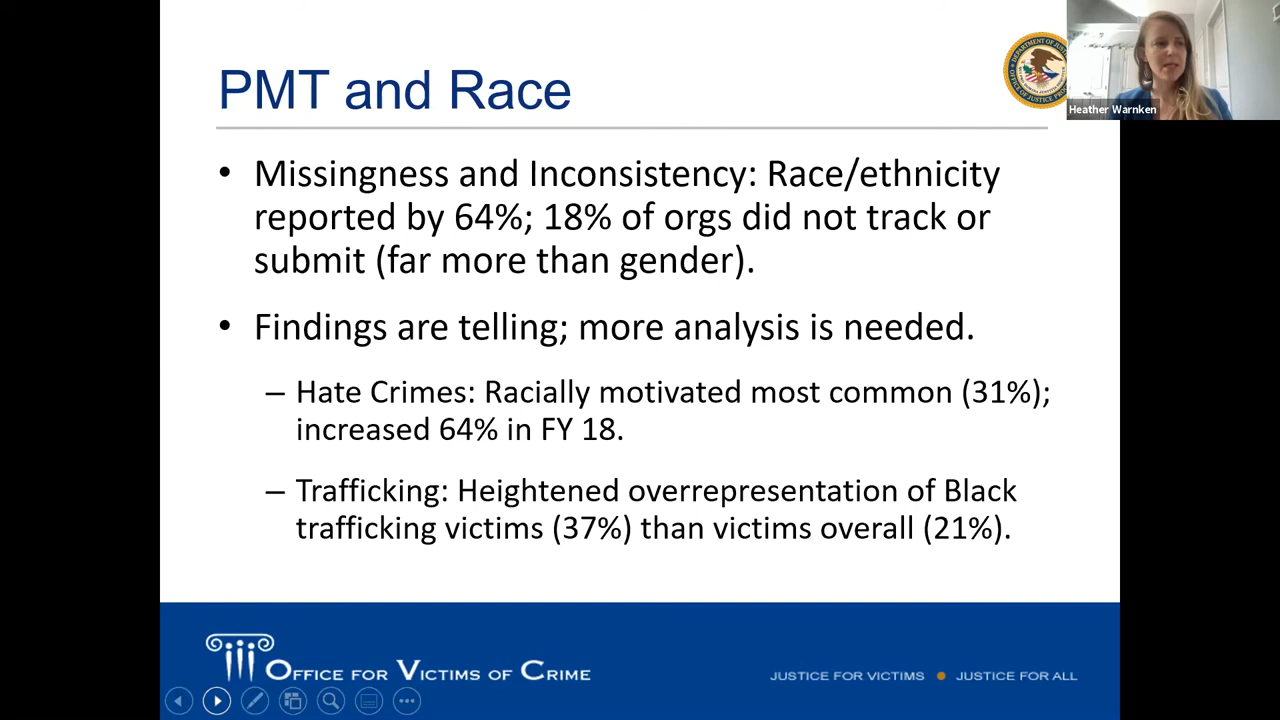 PMT and Race
Heather Warnken
• Missingness and Inconsistency: Race/ethnicity
reported by 64%; 18% of orgs did not track or
submit (far more than gender).
• Findings are telling; more analysis is needed.
– Hate Crimes: Racially motivated most common (31%);
increased 64% in FY 18.
– Trafficking: Heightened overrepresentation of Black
trafficking victims (37%) than victims overall (21%).
OFFICE FOR VICTIMS OF CRIME
JUSTICE FOR VICTIMS • JUSTICE FOR ALL